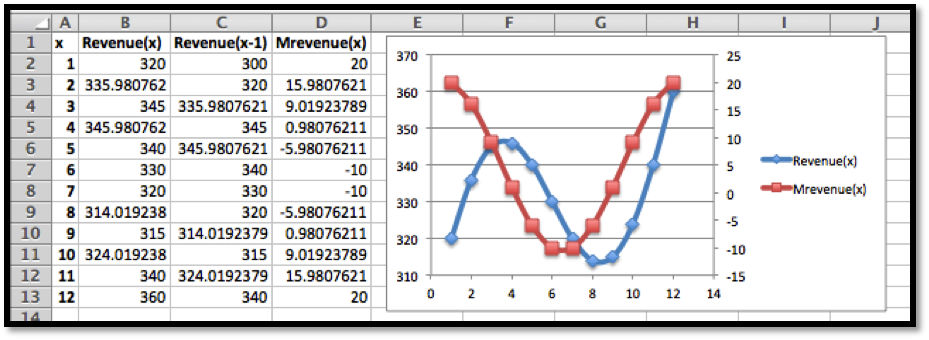 A B C D E F G H I J
1 x Revenue(x) Revenue(x-1) Mrevenue(x)
2 1 320 300 20
3 2 335.980762 320 15.9807621
4 3 345 335.9807621 9.01923789
5 4 345.980762 345 0.98076211
6 5 340 345.9807621 -5.98076211
7 6 330 340 -10
8 7 320 330 -10
9 8 314.019238 320 -5.98076211
10 9 315 314.0192379 0.98076211
11 10 324.019238 315 9.01923789
12 11 340 324.0192379 15.9807621
13 12 360 340 20
14
370 25
360 20
350 15
340 10
330 5
320 0
310 -5
-10
-15
0 2 4 6 8 10 12 14
Revenue(x)
Mrevenue(x)